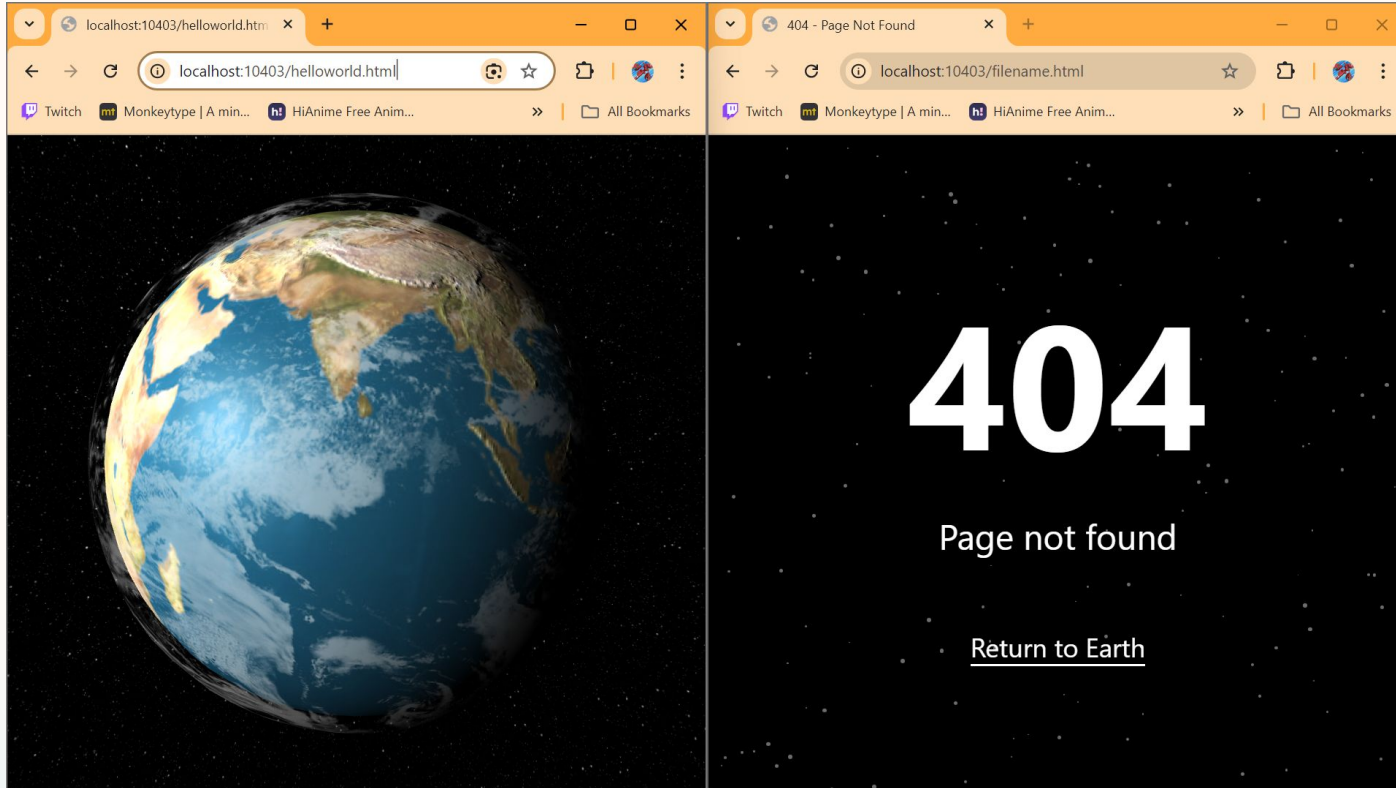 localhost:10403/helloworld.htm
localhost:10403/helloworld.html
Twitch
mt
Monkeytype | A min...
h!
HiAnime Free Anim...
All Bookmarks
404 - Page Not Found
localhost:10403/filename.html
Twitch
mt
Monkeytype | A min...
h!
HiAnime Free Anim...
All Bookmarks
404
Page not found
Return to Earth